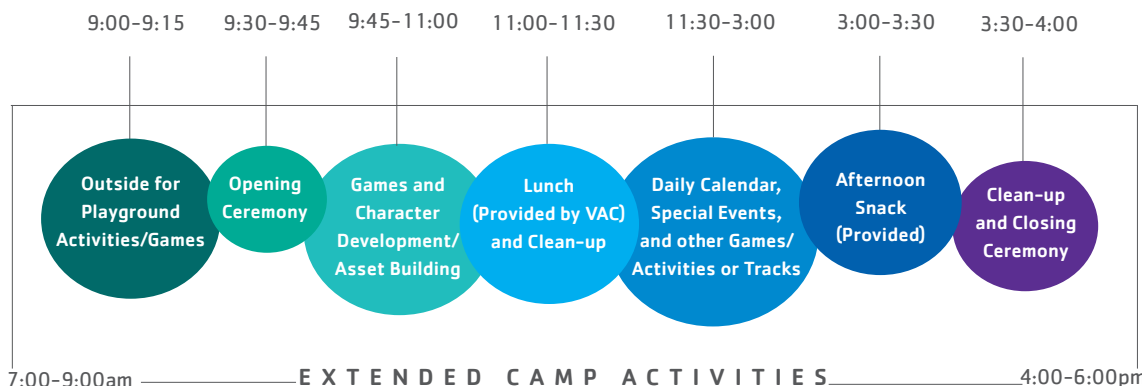 9:00-9:15
9:30-9:45
9:45-11:00
11:00-11:30
11:30-3:00
3:00-3:30
3:30-4:00
Outside for
Playground
Activities/Games
Opening
Ceremony
Games and
Character
Development/
Asset Building
Lunch
(Provided by VAC)
and Clean-up
Daily Calendar,
Special Events,
and other Games/
Activities or Tracks
Afternoon
Snack
(Provided)
Clean-up
and Closing
Ceremony
7:00-9:00am
EXTENDED CAMP ACTIVITIES
4:00-6:00pm